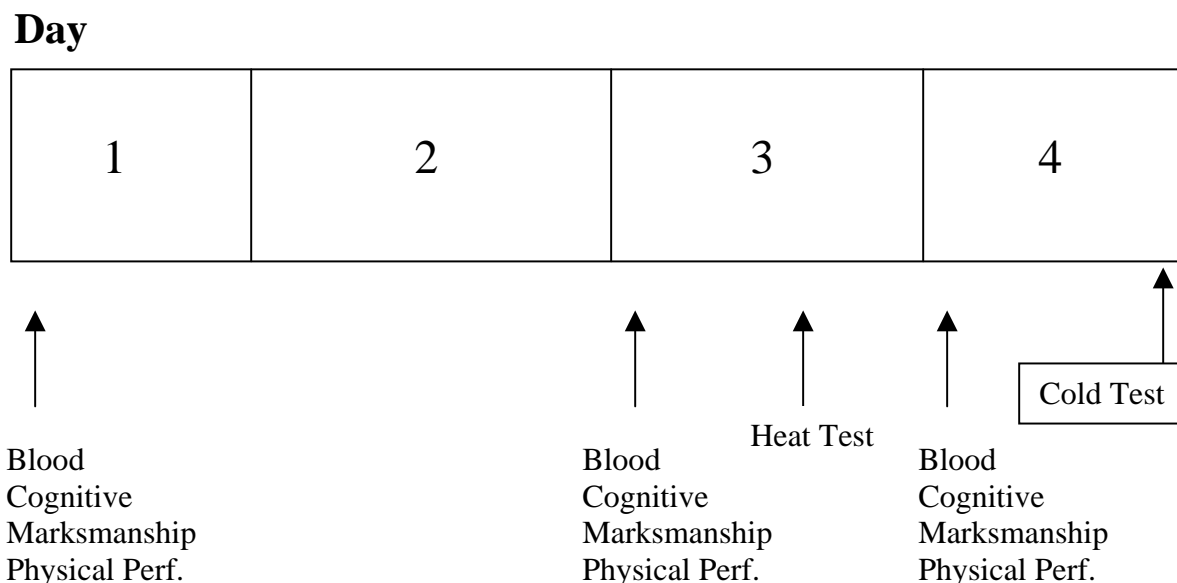 Day
1
2
3
4
Cold Test
Heat Test
Blood
Cognitive
Marksmanship
Physical Perf.
Blood
Cognitive
Marksmanship
Physical Perf.
Blood
Cognitive
Marksmanship
Physical Perf.